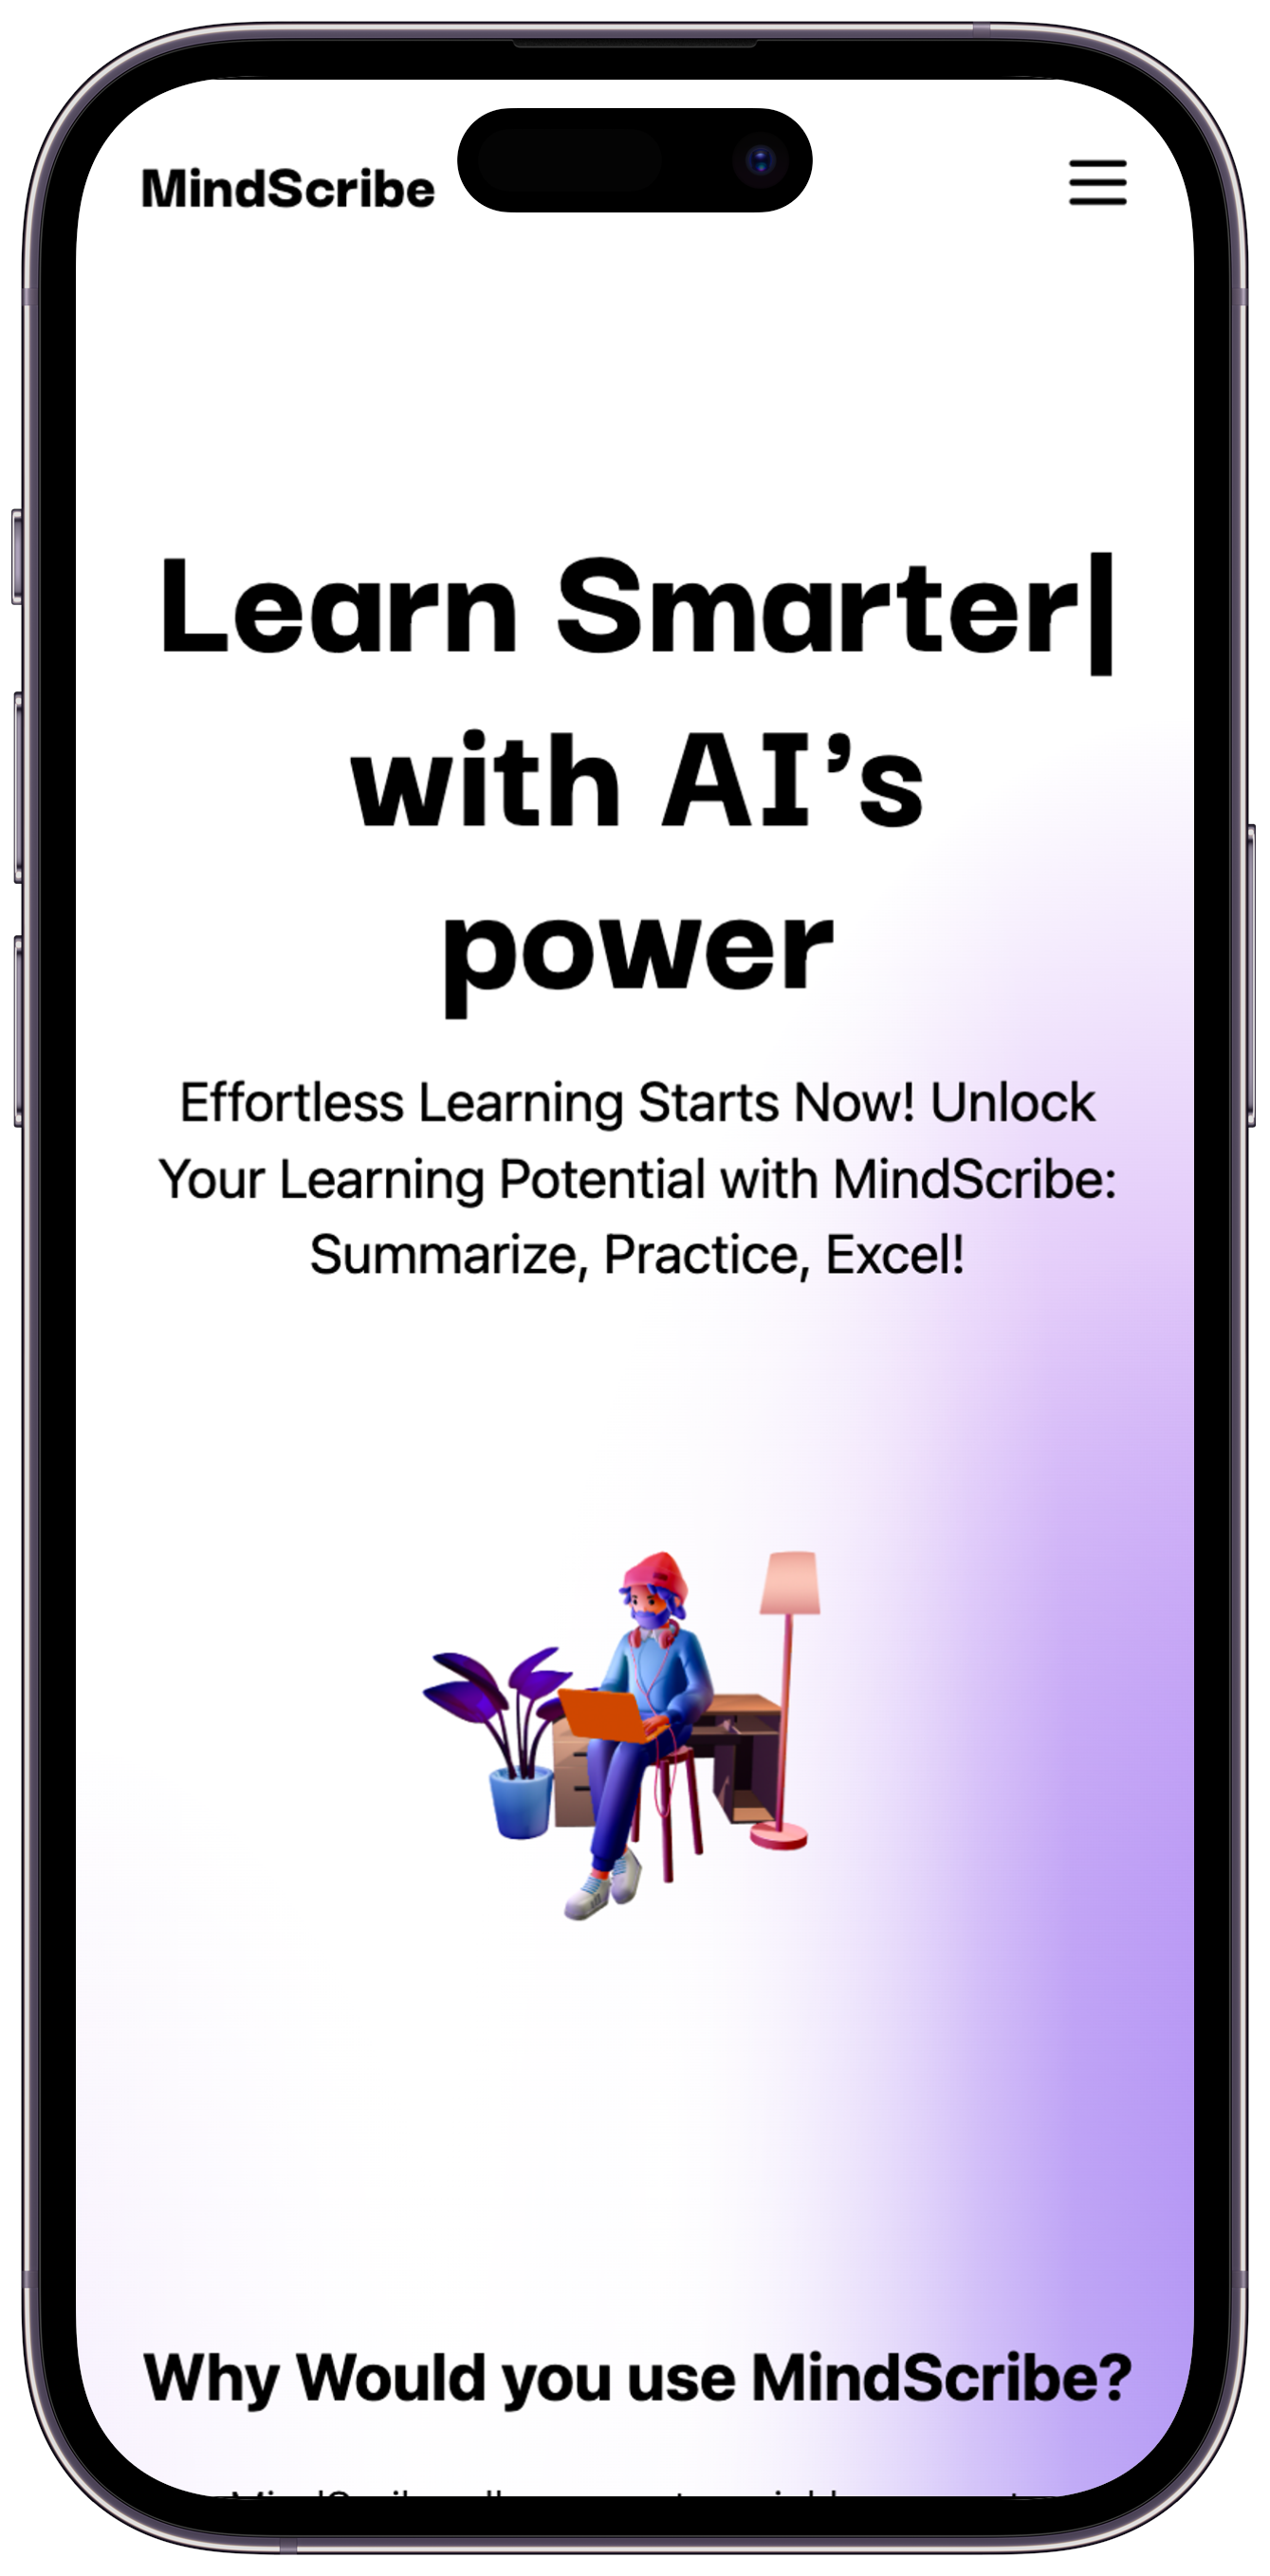 MindScribe
Learn Smarter|
with AI’s
power
Effortless Learning Starts Now! Unlock
Your Learning Potential with MindScribe:
Summarize, Practice, Excel!
Why Would you use MindScribe?